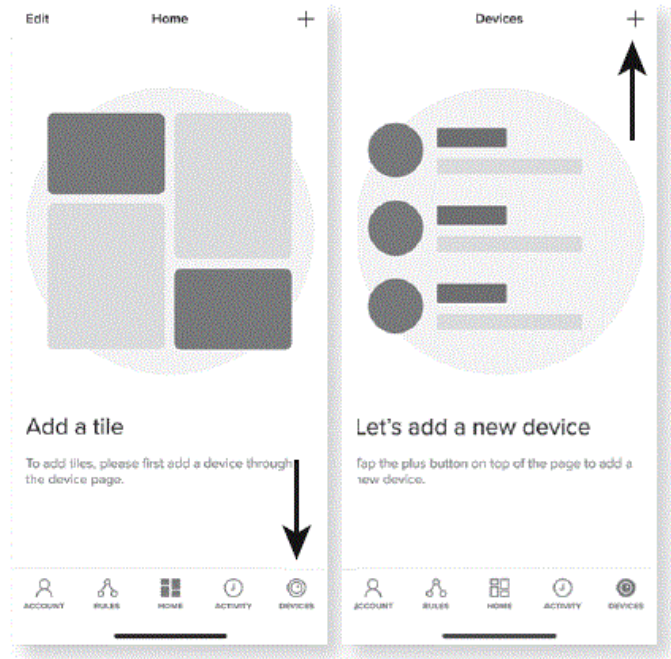 Edit Home +
Add a tile
To add tiles, please first add a device through
the device page.
ACCOUNT RULES HOME ACTIVITY DEVICES
Devices +
Let's add a new device
Tap the plus button on top of the page to add a
new device.
ACCOUNT RULES HOME ACTIVITY DEVICES